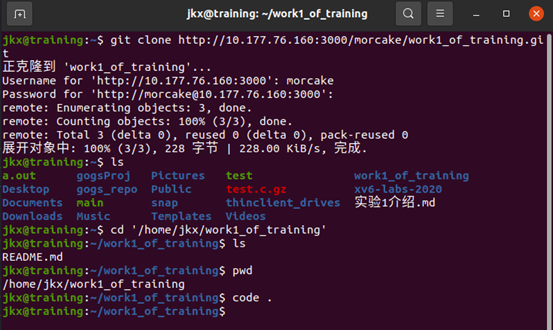 jkx@training: ~/work1_of_training
jkx@training:~$ git clone http://10.177.76.160:3000/morcake/work1_of_training.gi
t
正克隆到 'work1_of_training'...
Username for 'http://10.177.76.160:3000': morcake
Password for 'http://morcake@10.177.76.160:3000':
remote: Enumerating objects: 3, done.
remote: Counting objects: 100% (3/3), done.
remote: Total 3 (delta 0), reused 0 (delta 0), pack-reused 0
展开对象中: 100% (3/3), 228 字节 | 228.00 KiB/s, 完成.
jkx@training:~$ ls
a.out gogsProj Pictures test work1_of_training
Desktop gogs_repo Public test.c.gz xv6-labs-2020
Documents main snap thinclient_drives 实验1介绍.md
Downloads Music Templates Videos
jkx@training:~$ cd '/home/jkx/work1_of_training'
jkx@training:~/work1_of_training$ ls
README.md
jkx@training:~/work1_of_training$ pwd
/home/jkx/work1_of_training
jkx@training:~/work1_of_training$ code .
jkx@training:~/work1_of_training$